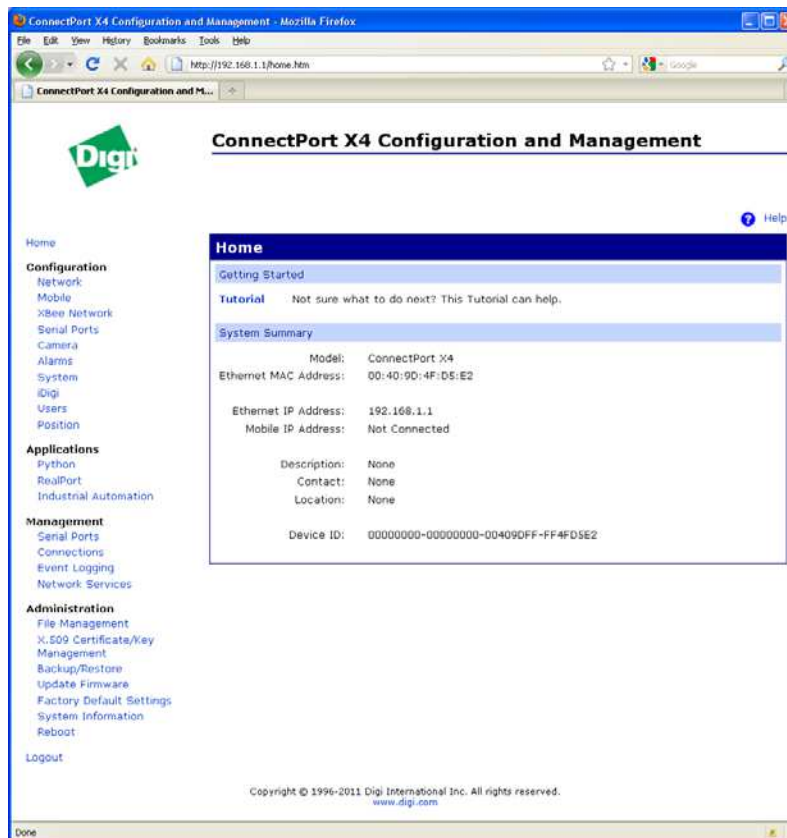 ConnectPort X4 Configuration and Management - Mozilla Firefox
File Edit View History Bookmarks Tools Help
http://192.168.1.1/home.htm
Google
ConnectPort X4 Configuration and M...
Digi
ConnectPort X4 Configuration and Management
Help
Home
Configuration
Network
Mobile
XBee Network
Serial Ports
Camera
Alarms
System
iDigi
Users
Position
Applications
Python
RealPort
Industrial Automation
Management
Serial Ports
Connections
Event Logging
Network Services
Administration
File Management
X.509 Certificate/Key
Management
Backup/Restore
Update Firmware
Factory Default Settings
System Information
Reboot
Logout
Home
Getting Started
Tutorial Not sure what to do next? This Tutorial can help.
System Summary
Model: ConnectPort X4
Ethernet MAC Address: 00:40:9D:4F:D5:E2
Ethernet IP Address: 192.168.1.1
Mobile IP Address: Not Connected
Description: None
Contact: None
Location: None
Device ID: 00000000-00000000-00409DFF-FF4FD5E2
Copyright © 1996-2011 Digi International Inc. All rights reserved.
www.digi.com
Done